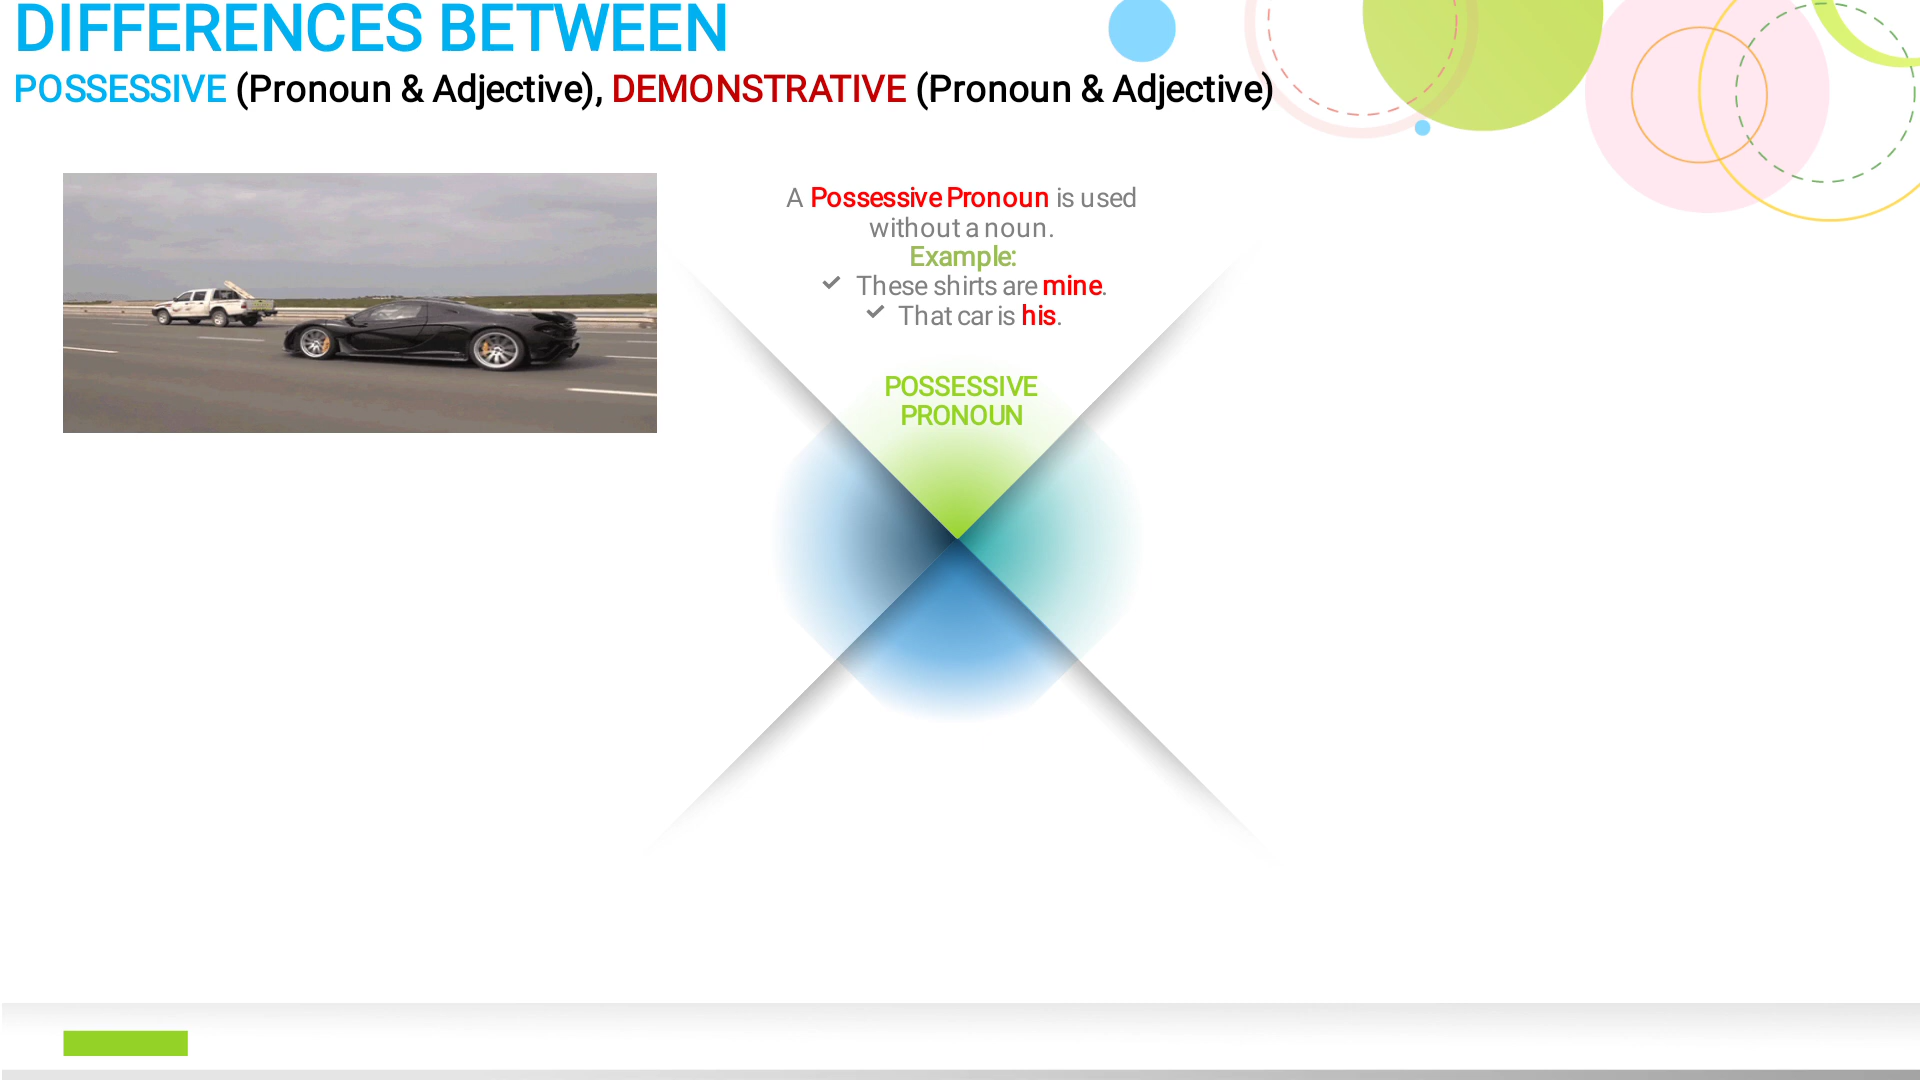 DIFFERENCES BETWEEN
POSSESSIVE (Pronoun & Adjective), DEMONSTRATIVE (Pronoun & Adjective)
A Possessive Pronoun is used
without a noun.
Example:
✓ These shirts are mine.
✓ That car is his.
POSSESSIVE
PRONOUN